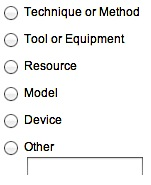 Technique or Method
Tool or Equipment
Resource
Model
Device
Other